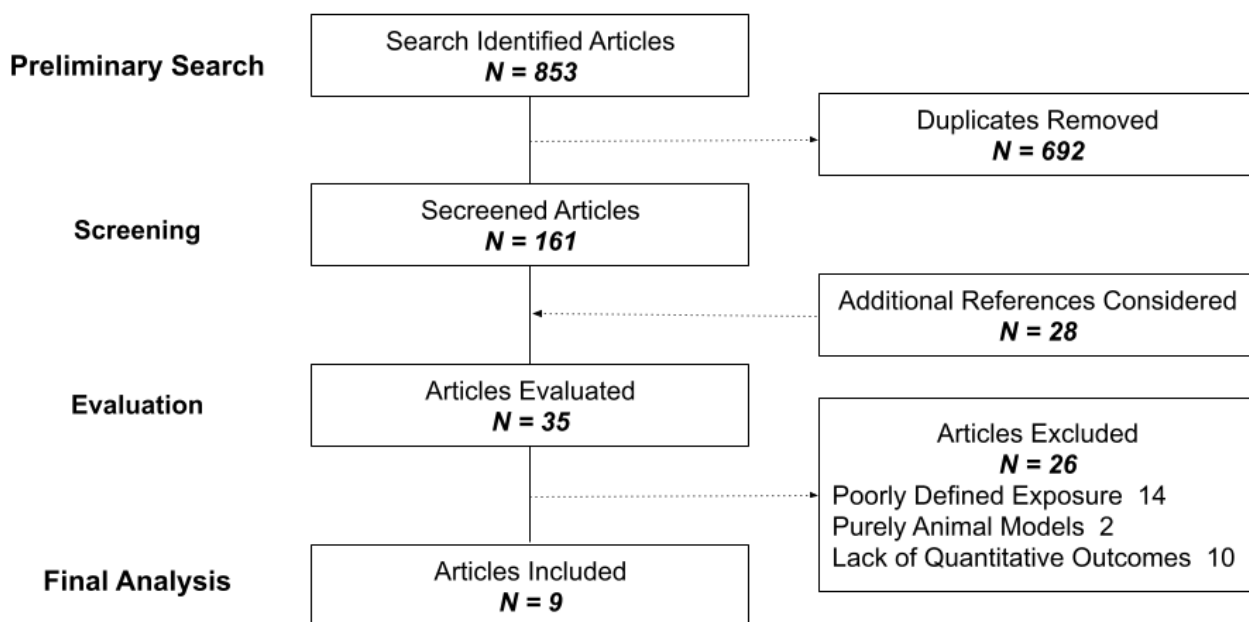 Preliminary Search
Search Identified Articles
N = 853
Duplicates Removed
N = 692
Screening
Secreened Articles
N = 161
Additional References Considered
N = 28
Evaluation
Articles Evaluated
N = 35
Articles Excluded
N = 26
Poorly Defined Exposure 14
Purely Animal Models 2
Lack of Quantitative Outcomes 10
Final Analysis
Articles Included
N = 9